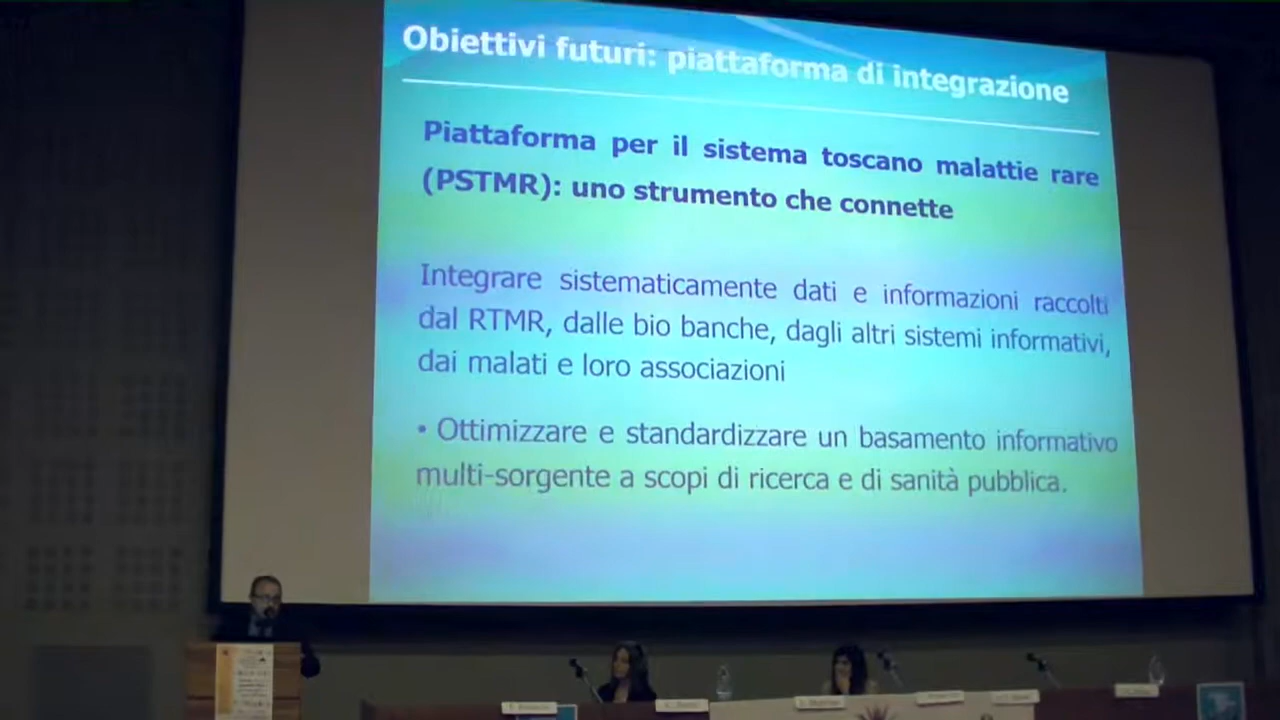 Obiettivi futuri: piattaforma di integrazione
Piattaforma per il sistema toscano malattie rare
(PSTMR): uno strumento che connette
Integrare sistematicamente dati e informazioni raccolti
dal RTMR, dalle bio banche, dagli altri sistemi informativi,
dai malati e loro associazioni
• Ottimizzare e standardizzare un basamento informativo
multi-sorgente a scopi di ricerca e di sanità pubblica.